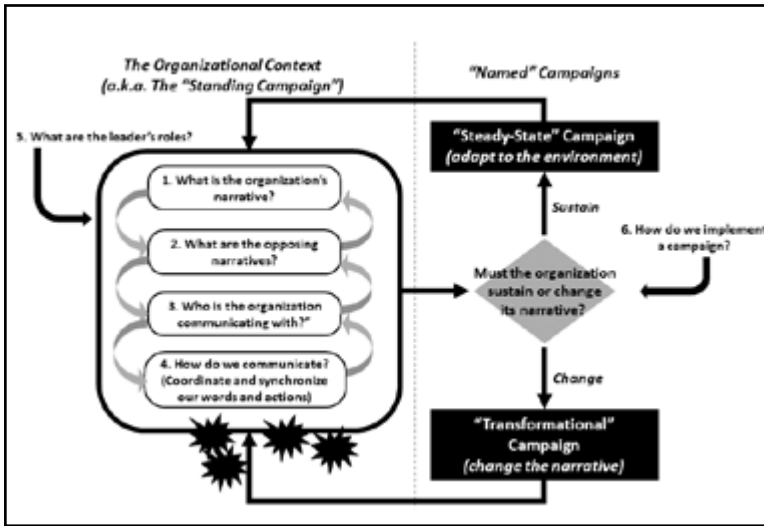 The Organizational Context
(a.k.a. The "Standing Campaign")
"Named" Campaigns
5. What are the leader's roles?
1. What is the organization's
narrative?
2. What are the opposing
narratives?
3. Who is the organization
communicating with?"
4. How do we communicate?
(Coordinate and synchronize
our words and actions)
"Steady-State" Campaign
(adapt to the environment)
Sustain
6. How do we implement
a campaign?
Must the organization
sustain or change
its narrative?
Change
"Transformational"
Campaign
(change the narrative)